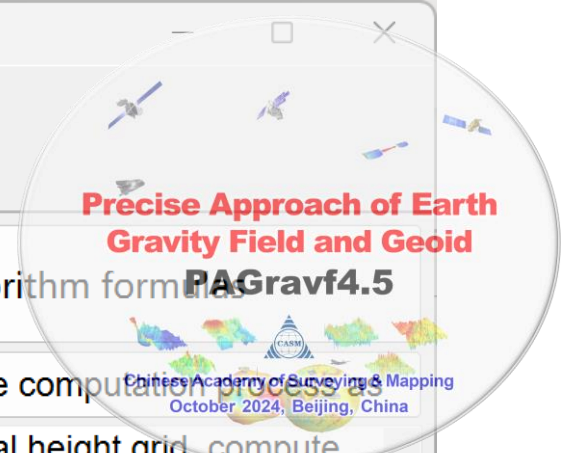 Precise Approach of Earth
Gravity Field and Geoid
PAGravf4.5
rithm formulas
CASM
e computation process as
Chinese Academy of Surveying & Mapping
October 2024, Beijing, China
al height grid, compute